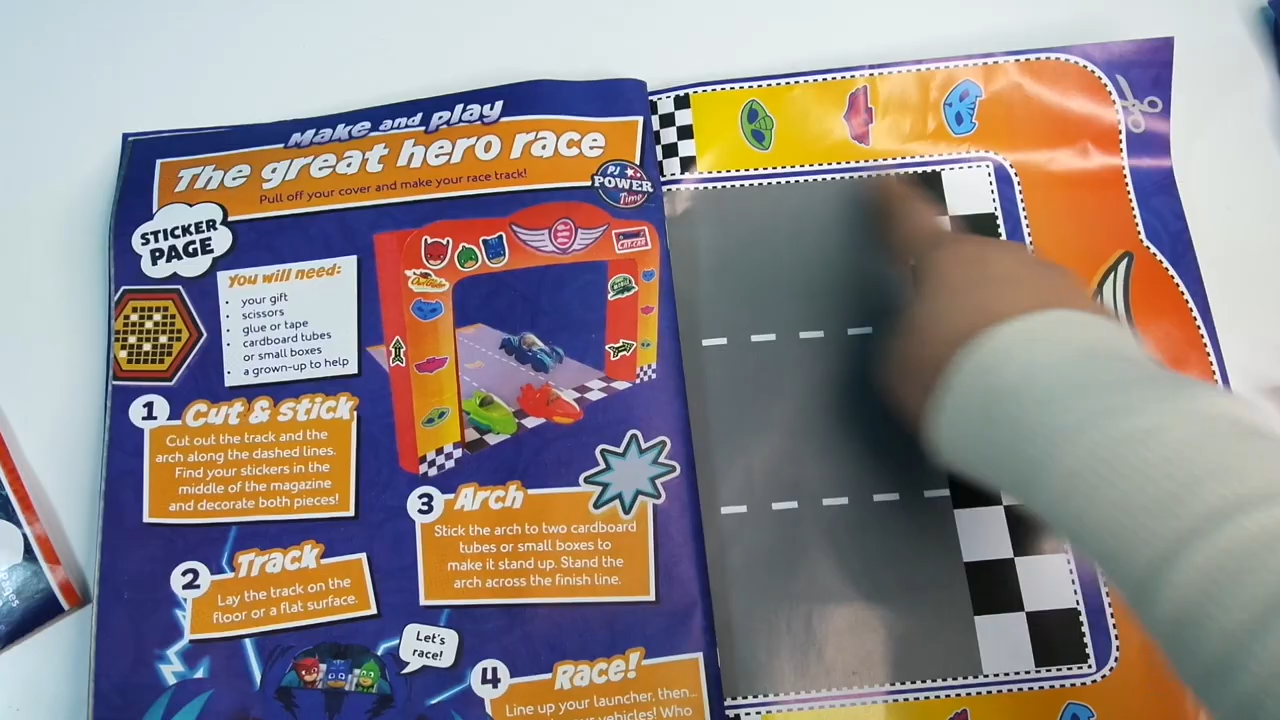 Make and play
The great hero race
Pull off your cover and make your race track!
PJ
POWER
Time
STICKER
PAGE
You will need:
• your gift
• scissors
• glue or tape
• cardboard tubes
or small boxes
• a grown-up to help
CAT-CAR
1 Cut & stick
Cut out the track and the
arch along the dashed lines.
Find your stickers in the
middle of the magazine
and decorate both pieces!
2 Track
Lay the track on the
floor or a flat surface.
3 Arch
Stick the arch to two cardboard
tubes or small boxes to
make it stand up. Stand the
arch across the finish line.
Let's
race!
4 Race!
Line up your launcher, then...
vehicles! Who
Pages